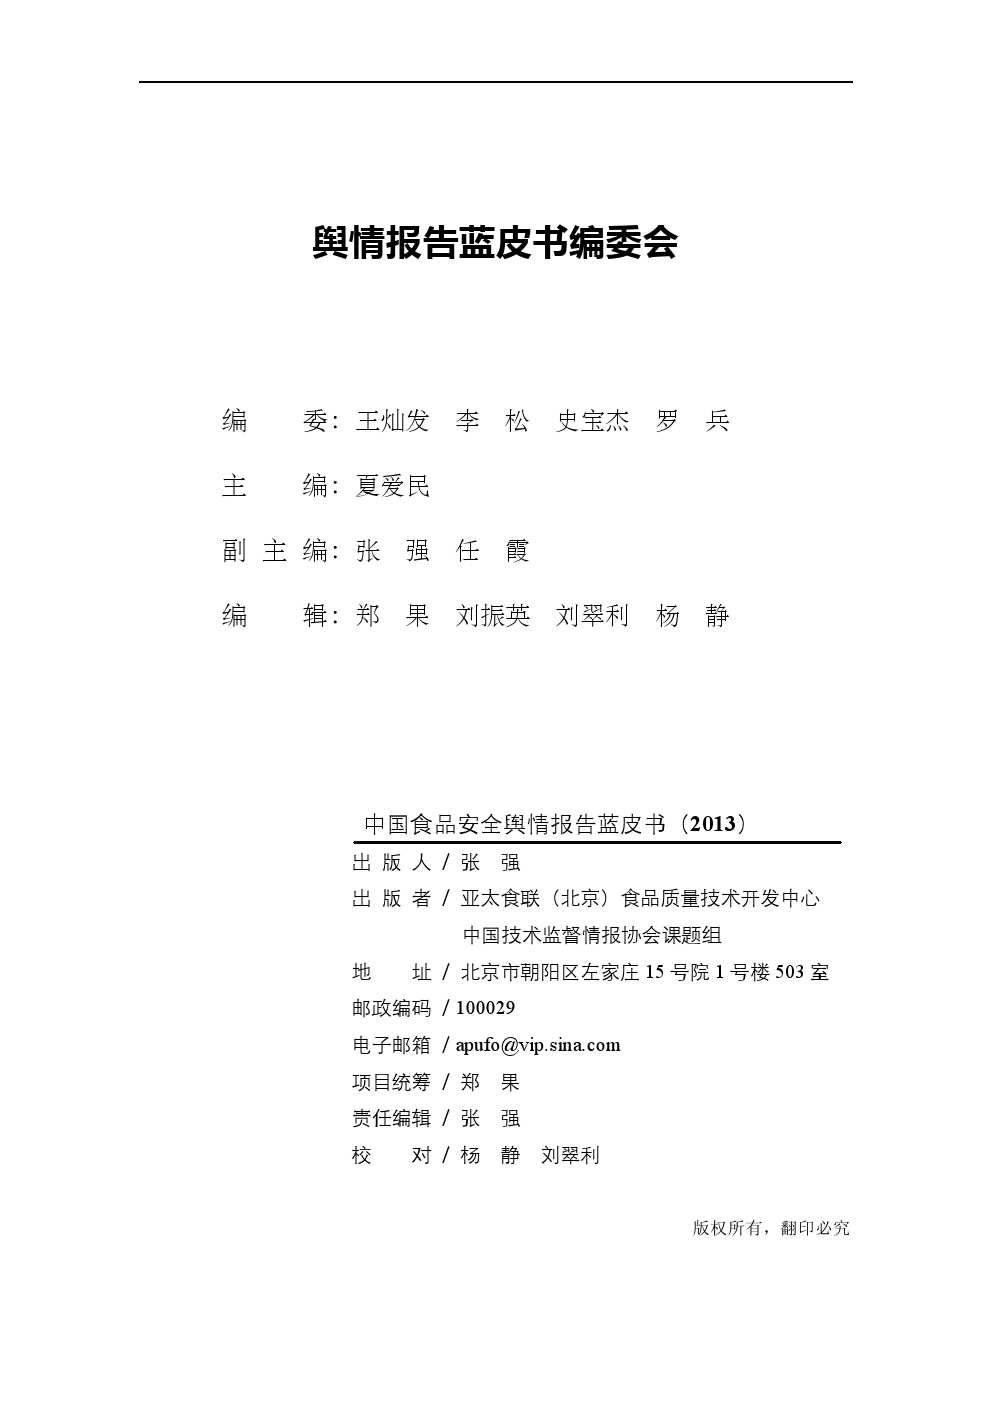 舆情报告蓝皮书编委会
编　　委：王灿发　李　松　史宝杰　罗　兵
主　　编：夏爱民
副 主 编：张　强　任　霞
编　　辑：郑　果　刘振英　刘翠利　杨　静
中国食品安全舆情报告蓝皮书（2013）
出 版 人 / 张　强
出 版 者 / 亚太食联（北京）食品质量技术开发中心
中国技术监督情报协会课题组
地　　址 / 北京市朝阳区左家庄 15 号院 1 号楼 503 室
邮政编码 / 100029
电子邮箱 / apufo@vip.sina.com
项目统筹 / 郑　果
责任编辑 / 张　强
校　　对 / 杨　静　刘翠利
版权所有，翻印必究